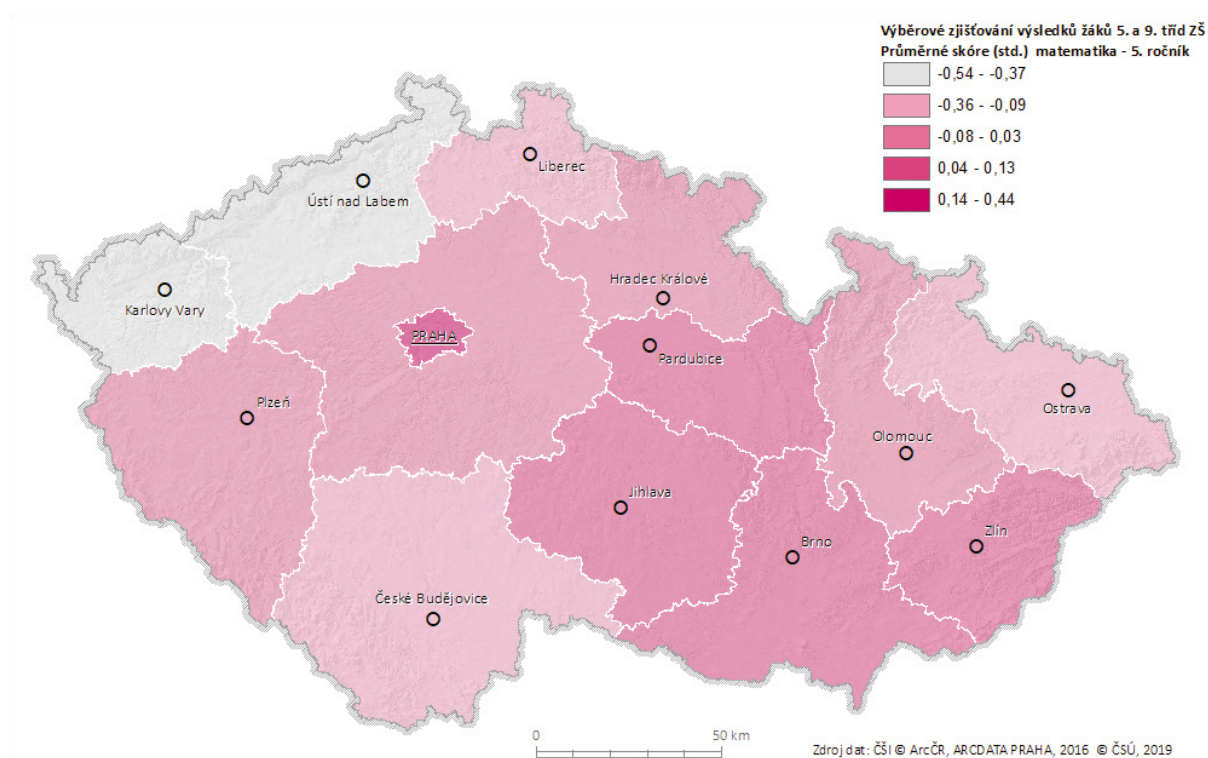 Výběrové zjišťování výsledků žáků 5. a 9. tříd ZŠ
Průměrné skóre (std.) matematika - 5. ročník
-0,54 - -0,37
-0,36 - -0,09
-0,08 - 0,03
0,04 - 0,13
0,14 - 0,44
Liberec
Ústí nad Labem
Hradec Králové
Karlovy Vary
PRAHA
Pardubice
Plzeň
Ostrava
Olomouc
Jihlava
Zlín
Brno
České Budějovice
0 50 km
Zdroj dat: ČŠI © ArcČR, ARCDATA PRAHA, 2016 © ČSÚ, 2019